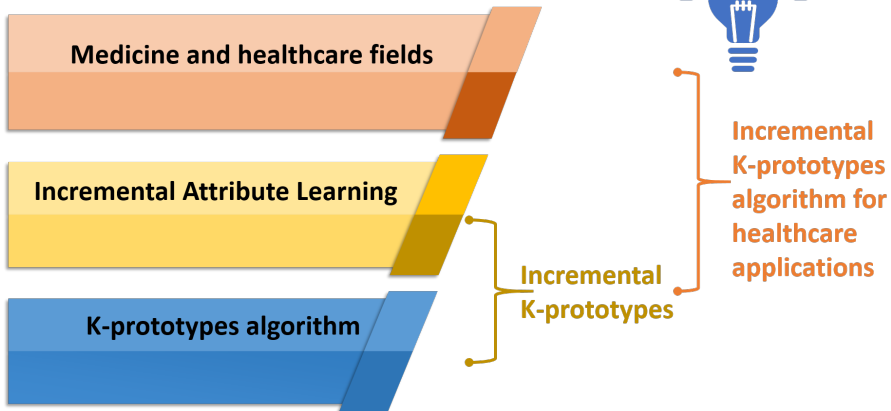 Medicine and healthcare fields
Incremental Attribute Learning
K-prototypes algorithm
Incremental
K-prototypes
Incremental
K-prototypes
algorithm for
healthcare
applications